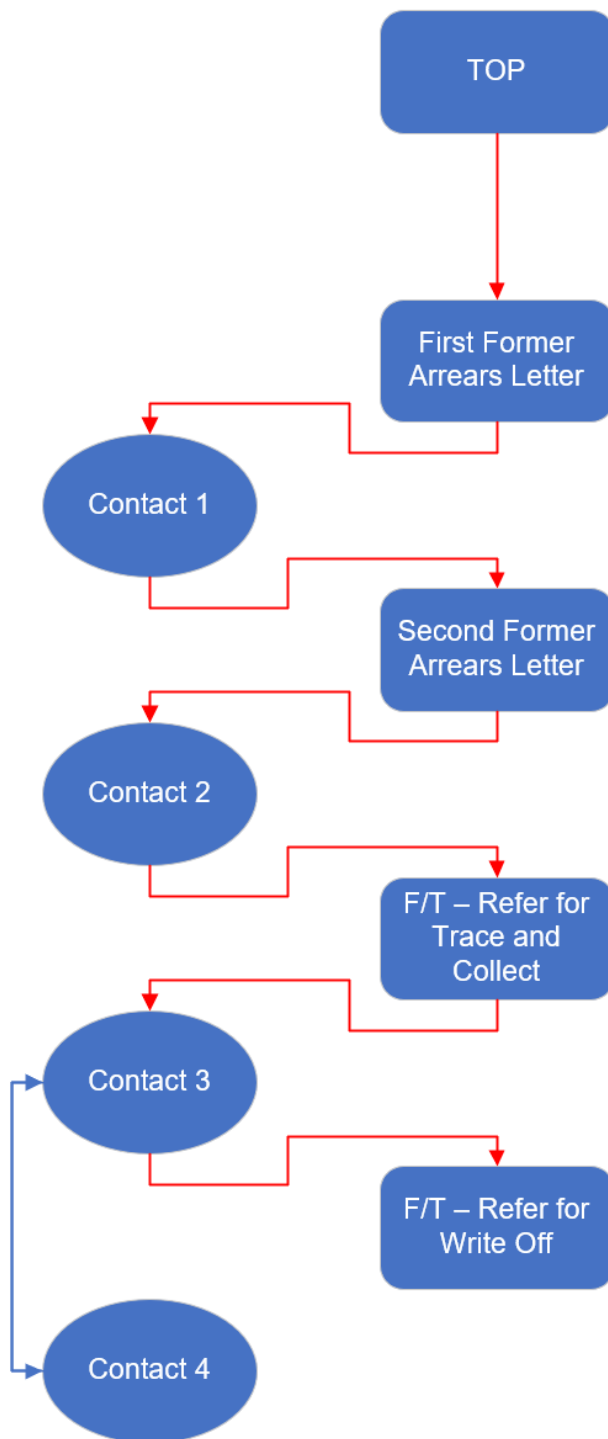 TOP
First Former
Arrears Letter
Contact 1
Second Former
Arrears Letter
Contact 2
F/T – Refer for
Trace and
Collect
Contact 3
F/T – Refer for
Write Off
Contact 4